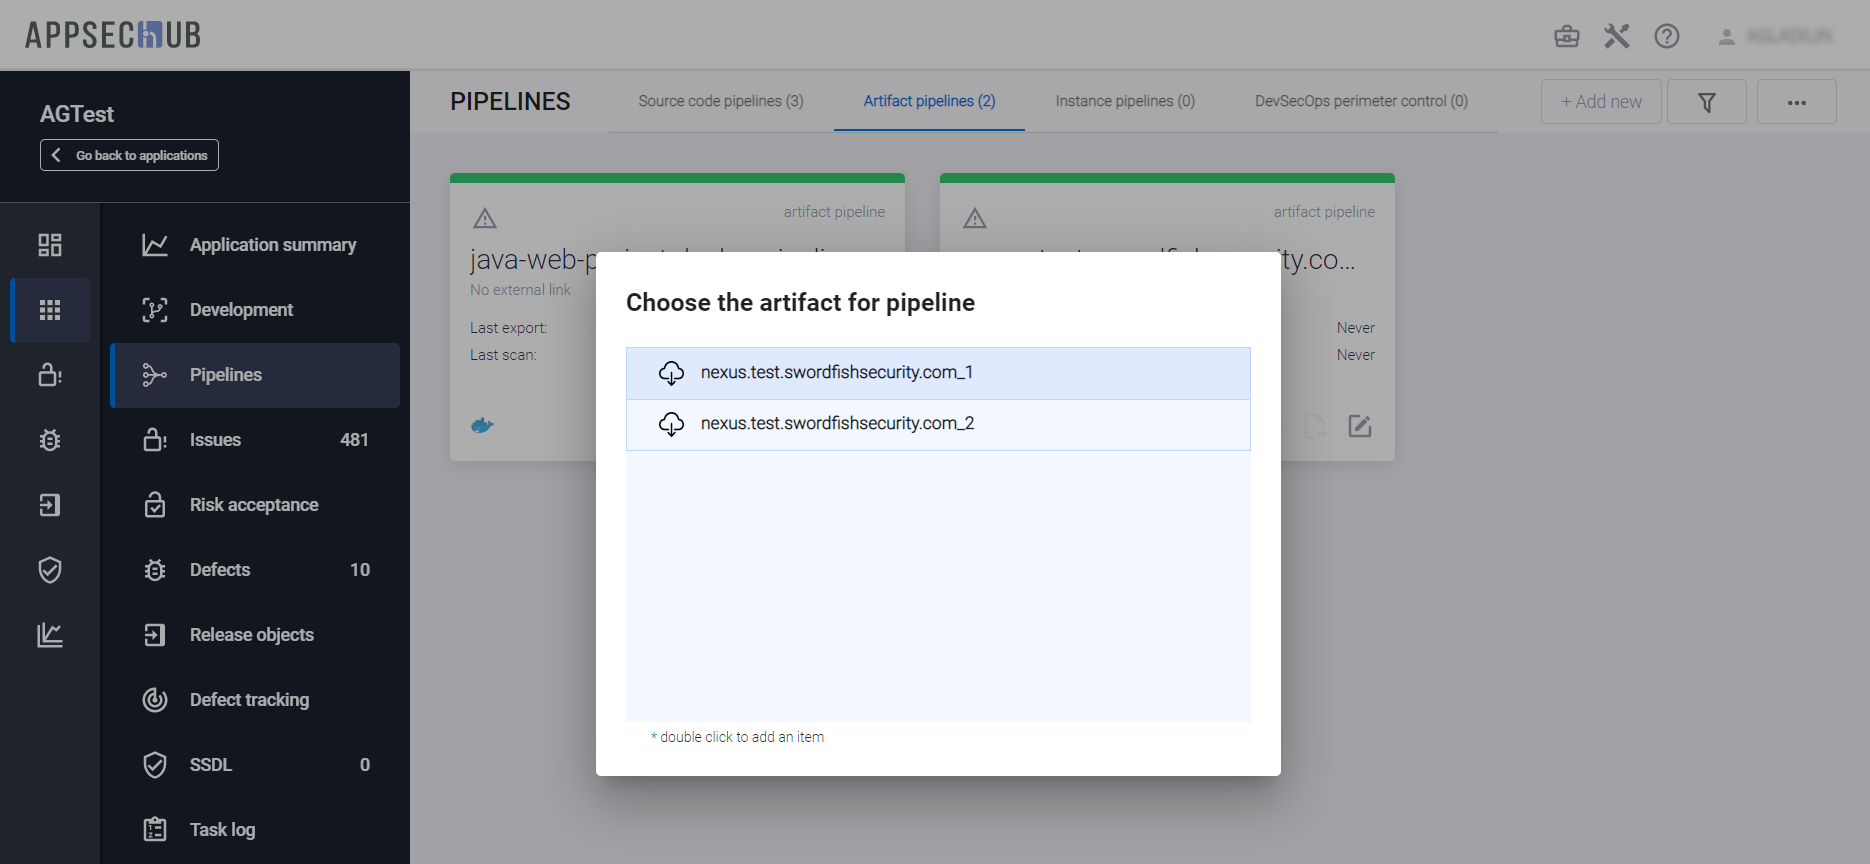 APPSECHUB
AGTest
Go back to applications
Application summary
Development
Pipelines
Issues 481
Risk acceptance
Defects 10
Release objects
Defect tracking
SSDL 0
Task log
PIPELINES
Source code pipelines (3)
Artifact pipelines (2)
Instance pipelines (0)
DevSecOps perimeter control (0)
+ Add new
artifact pipeline
java-web-p
No external link
Last export:
Last scan:
artifact pipeline
ty.co...
Never
Never
Choose the artifact for pipeline
nexus.test.swordfishsecurity.com_1
nexus.test.swordfishsecurity.com_2
* double click to add an item